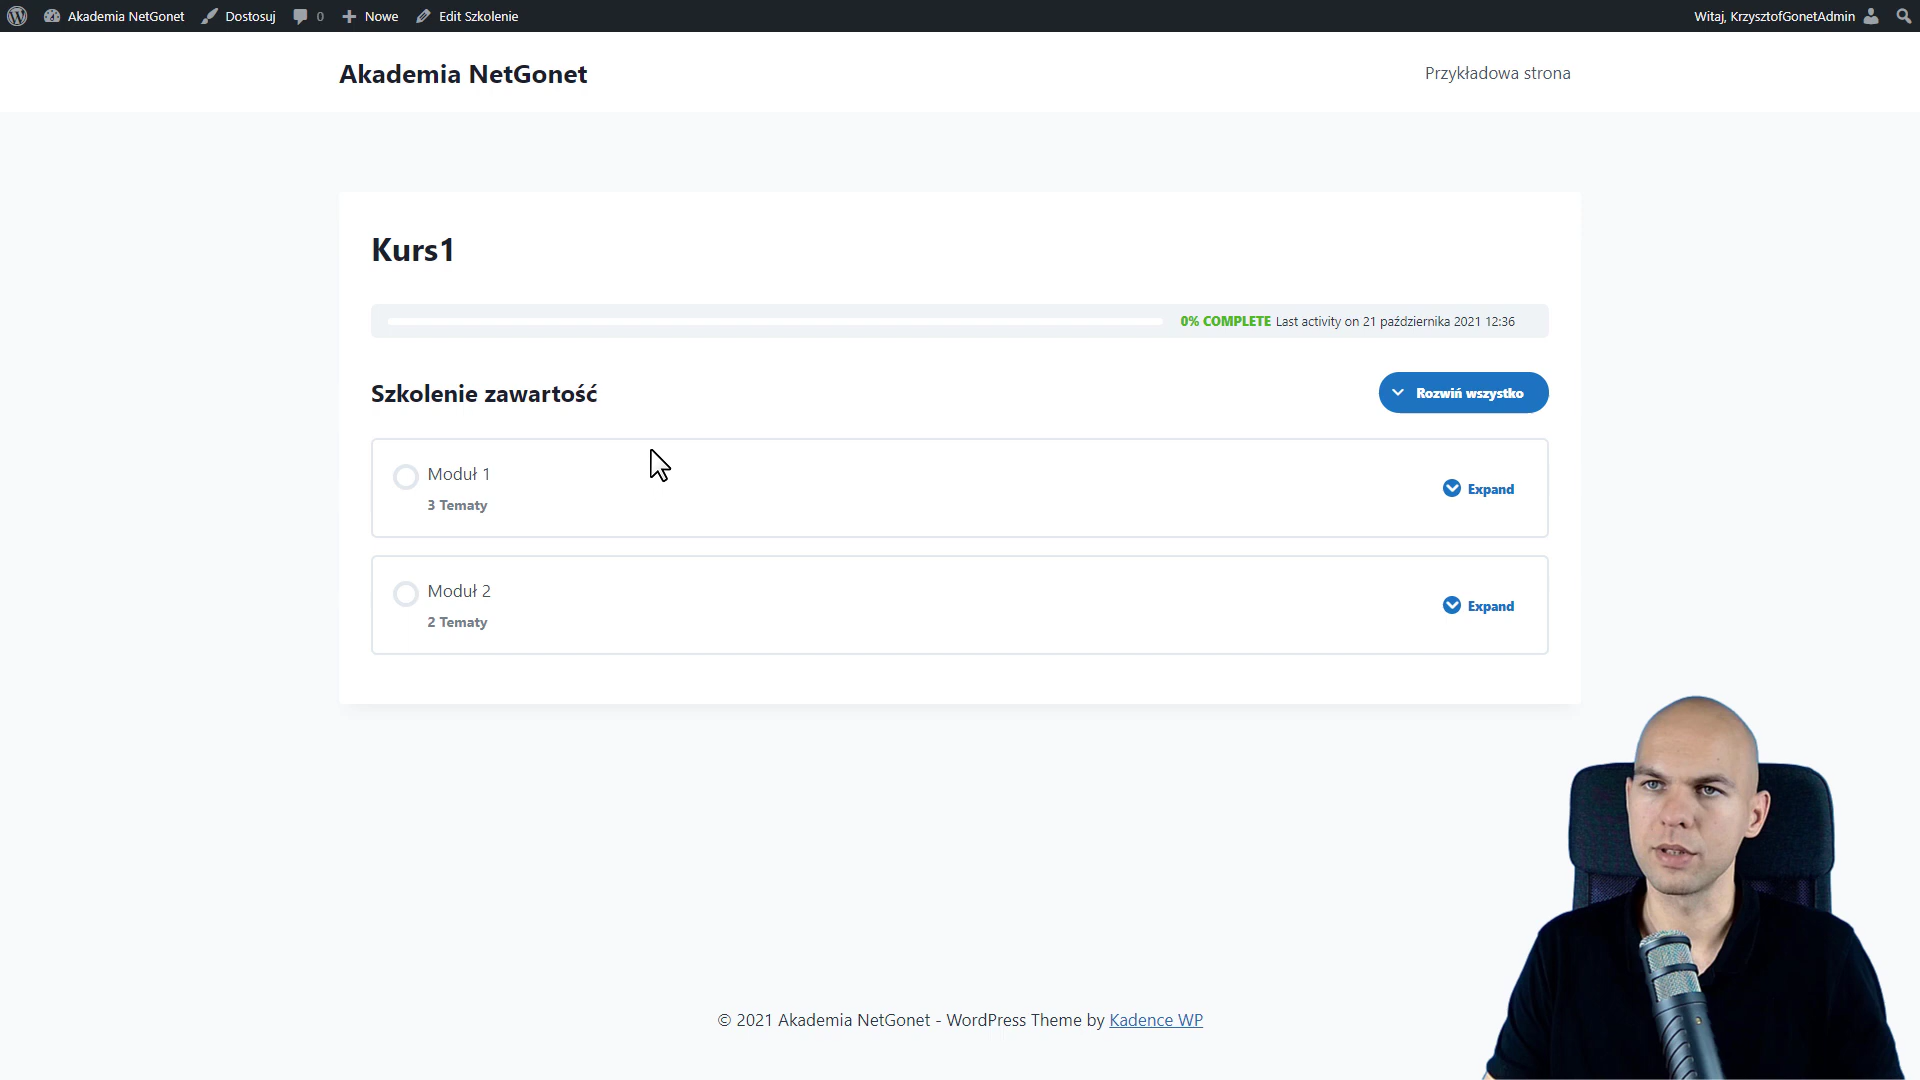 Akademia NetGonet
Dostosuj
0
Nowe
Edit Szkolenie
Witaj, KrzysztofGonetAdmin
Akademia NetGonet
Przykładowa strona
Kurs1
0% COMPLETE Last activity on 21 października 2021 12:36
Szkolenie zawartość
Rozwiń wszystko
Moduł 1
3 Tematy
Expand
Moduł 2
2 Tematy
Expand
© 2021 Akademia NetGonet - WordPress Theme by Kadence WP